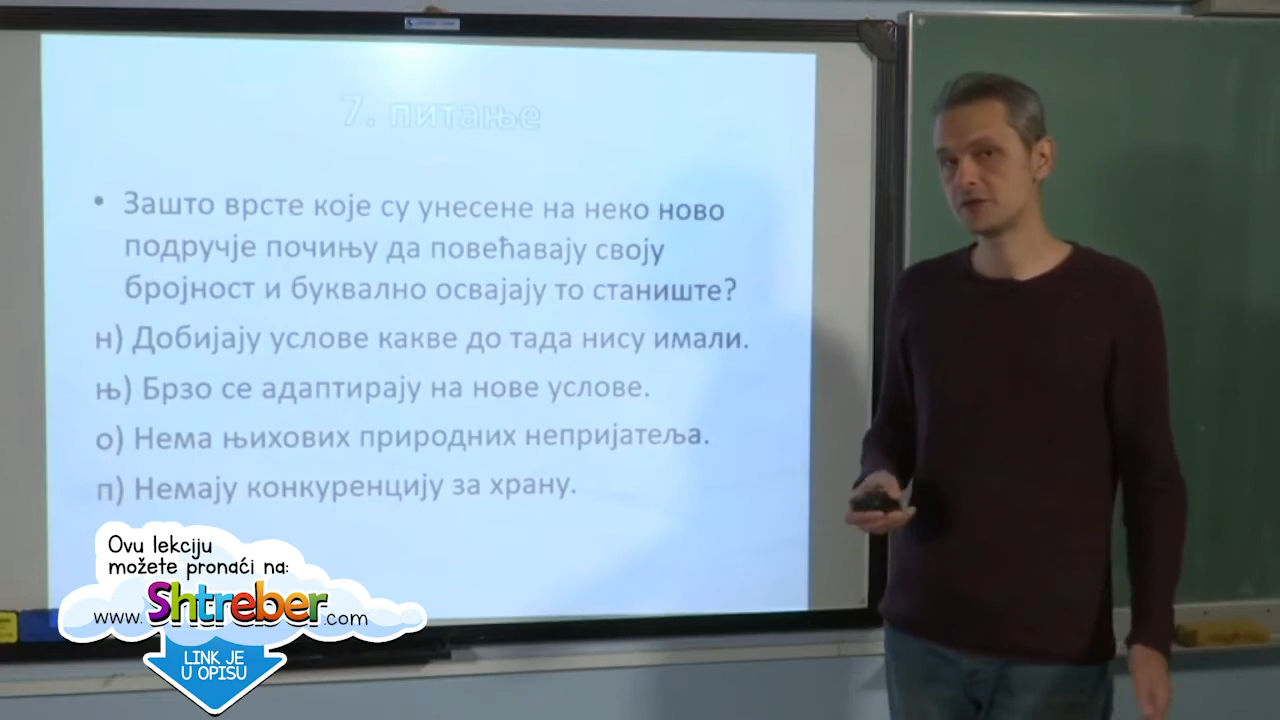 7. питање
• Зашто врсте које су унесене на неко ново
подручје почињу да повећавају своју
бројност и буквално освајају то станиште?
н) Добијају услове какве до тада нису имали.
њ) Брзо се адаптирају на нове услове.
о) Нема њихових природних непријатеља.
п) Немају конкуренцију за храну.
Ovu lekciju
možete pronaći na:
www.Shtreber.com
LINK JE
U OPISU